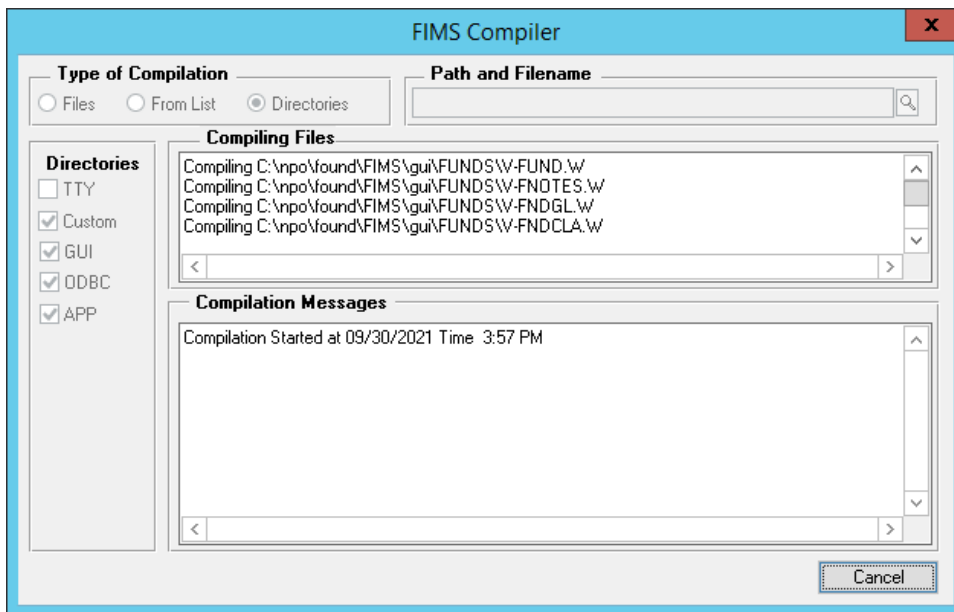 FIMS Compiler
x
Type of Compilation
Files From List Directories
Path and Filename
Directories
TTY
Custom
GUI
ODBC
APP
Compiling Files
Compiling C:\npo\found\FIMS\gui\FUNDS\V-FUND.W
Compiling C:\npo\found\FIMS\gui\FUNDS\V-FNOTES.W
Compiling C:\npo\found\FIMS\gui\FUNDS\V-FNDGL.W
Compiling C:\npo\found\FIMS\gui\FUNDS\V-FNDCLA.W
Compilation Messages
Compilation Started at 09/30/2021 Time 3:57 PM
Cancel